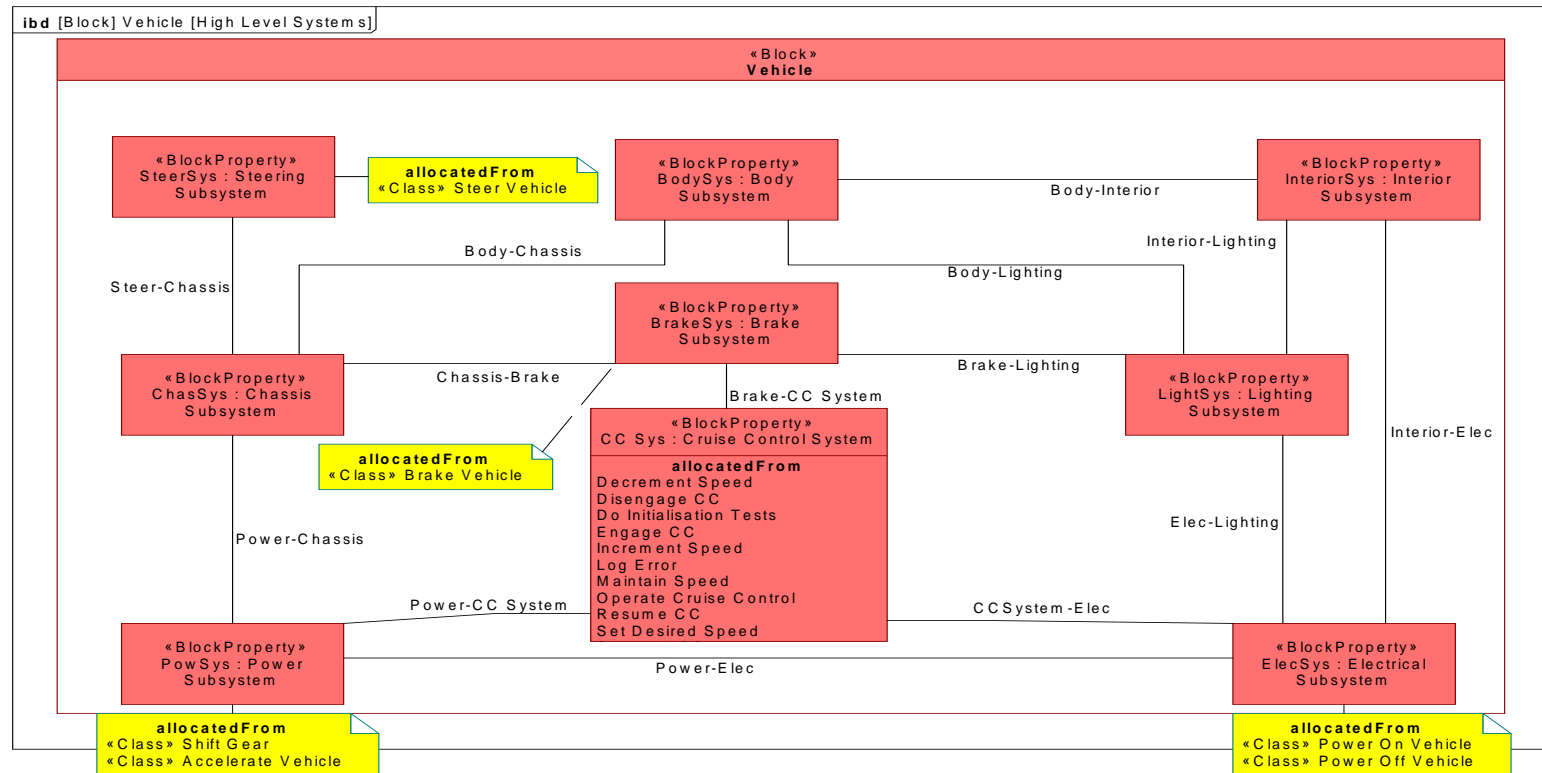 ibd [Block] Vehicle [High Level Systems]
«Block»
Vehicle
«BlockProperty»
SteerSys : Steering
Subsystem
allocatedFrom
«Class» Steer Vehicle
«BlockProperty»
BodySys : Body
Subsystem
Body-Interior
«BlockProperty»
InteriorSys : Interior
Subsystem
Body-Chassis
Interior-Lighting
Body-Lighting
Steer-Chassis
«BlockProperty»
BrakeSys : Brake
Subsystem
«BlockProperty»
ChasSys : Chassis
Subsystem
Chassis-Brake
Brake-Lighting
«BlockProperty»
LightSys : Lighting
Subsystem
Brake-CC System
allocatedFrom
«Class» Brake Vehicle
«BlockProperty»
CC Sys : Cruise Control System
allocatedFrom
Decrement Speed
Disengage CC
Do Initialisation Tests
Engage CC
Increment Speed
Log Error
Maintain Speed
Operate Cruise Control
Resume CC
Set Desired Speed
Interior-Elec
Elec-Lighting
Power-Chassis
Power-CC System
CCSystem-Elec
«BlockProperty»
PowSys : Power
Subsystem
Power-Elec
«BlockProperty»
ElecSys : Electrical
Subsystem
allocatedFrom
«Class» Shift Gear
«Class» Accelerate Vehicle
allocatedFrom
«Class» Power On Vehicle
«Class» Power Off Vehicle